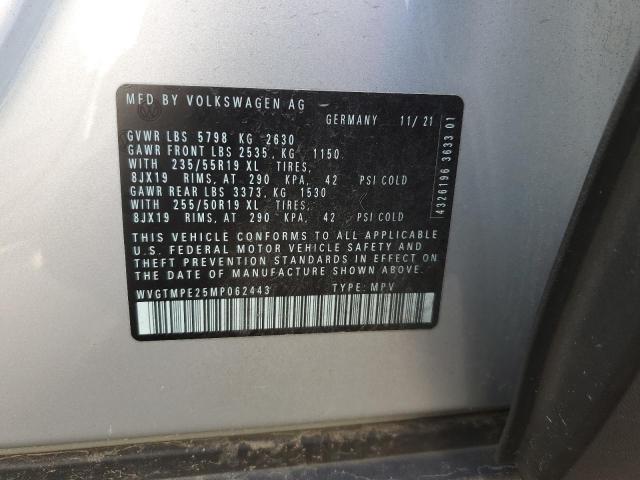 MFD BY VOLKSWAGEN AG
GERMANY 11/21
GVWR LBS 5798 KG 2630
GAWR FRONT LBS 2535, KG 1150
WITH 235/55R19 XL TIRES,
8JX19 RIMS, AT 290 KPA, 42 PSI COLD
GAWR REAR LBS 3373, KG 1530
WITH 255/50R19 XL TIRES,
8JX19 RIMS, AT 290 KPA, 42 PSI COLD
THIS VEHICLE CONFORMS TO ALL APPLICABLE
U.S. FEDERAL MOTOR VEHICLE SAFETY AND
THEFT PREVENTION STANDARDS IN EFFECT ON
THE DATE OF MANUFACTURE SHOWN ABOVE.
WVGTMPE25MP062443 TYPE: MPV
4326196 3633 01